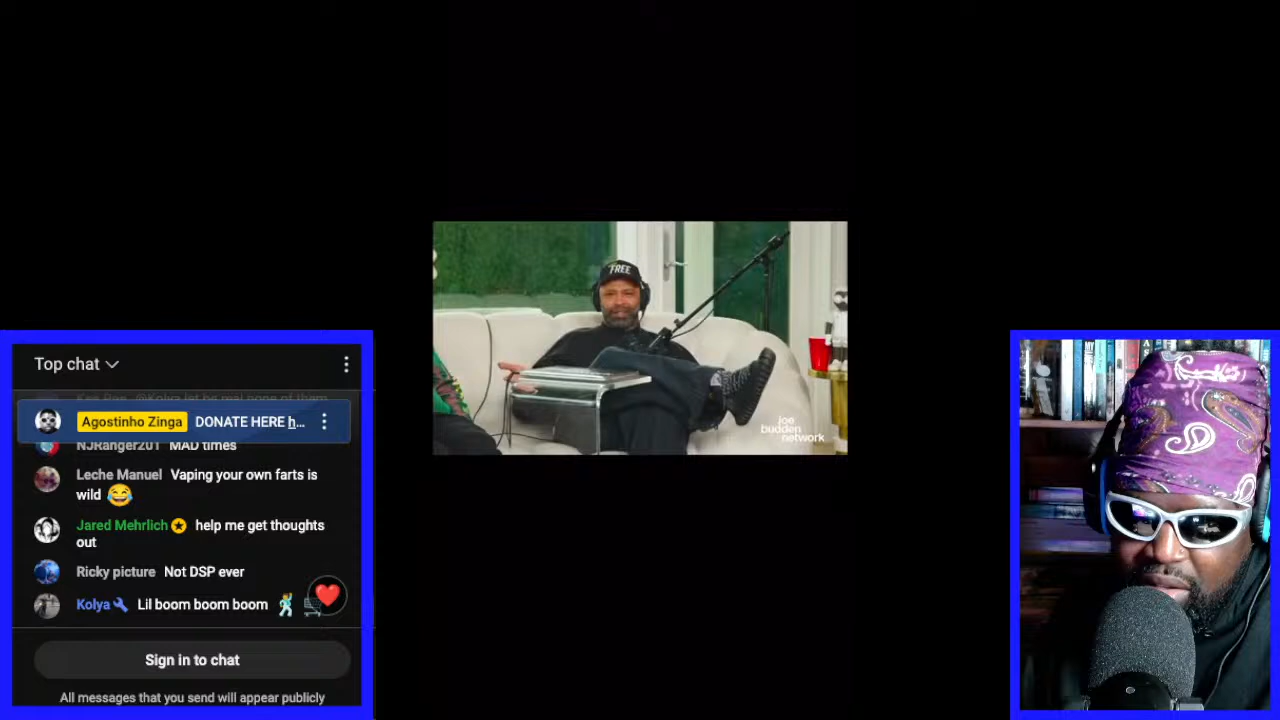 FREE
joe
budden
network
Top chat
Agostinho Zinga DONATE HERE h...
NJRanger201 MAD times
Leche Manuel Vaping your own farts is
wild
Jared Mehrlich help me get thoughts
out
Ricky picture Not DSP ever
Kolya Lil boom boom boom
Sign in to chat
All messages that you send will appear publicly